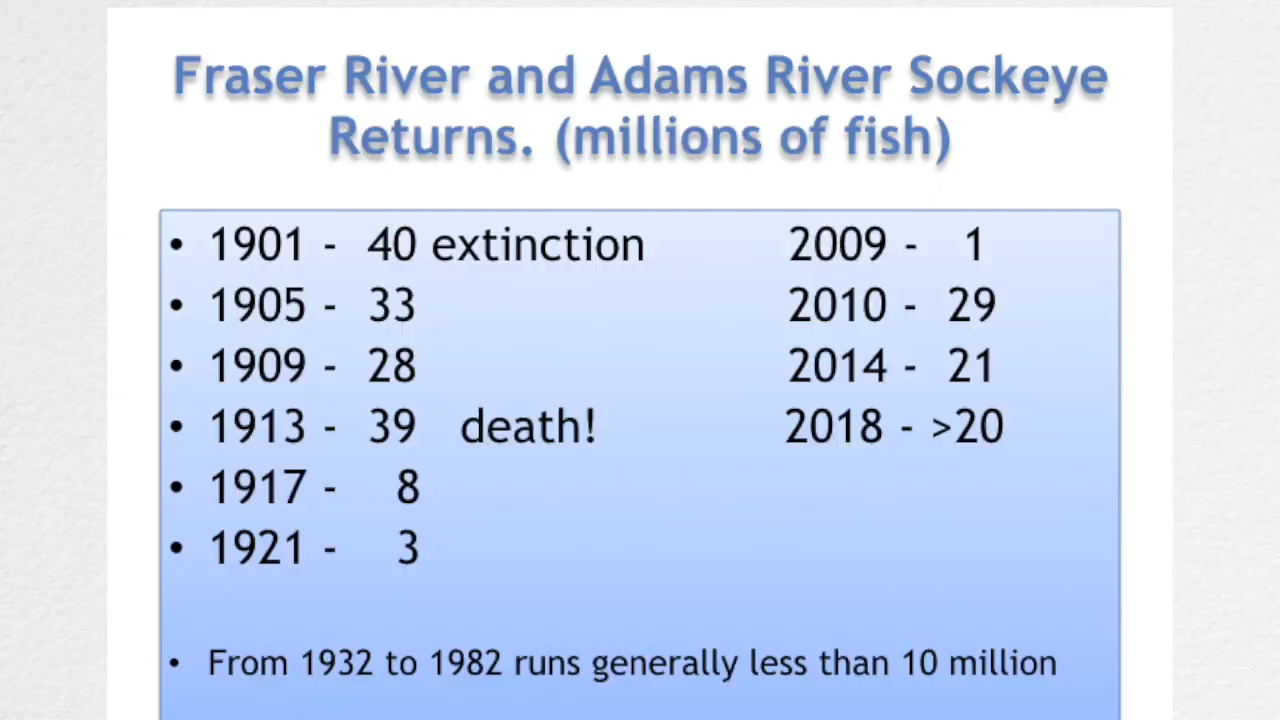 Fraser River and Adams River Sockeye
Returns. (millions of fish)
• 1901 - 40 extinction 2009 - 1
• 1905 - 33 2010 - 29
• 1909 - 28 2014 - 21
• 1913 - 39 death! 2018 - >20
• 1917 - 8
• 1921 - 3
• From 1932 to 1982 runs generally less than 10 million